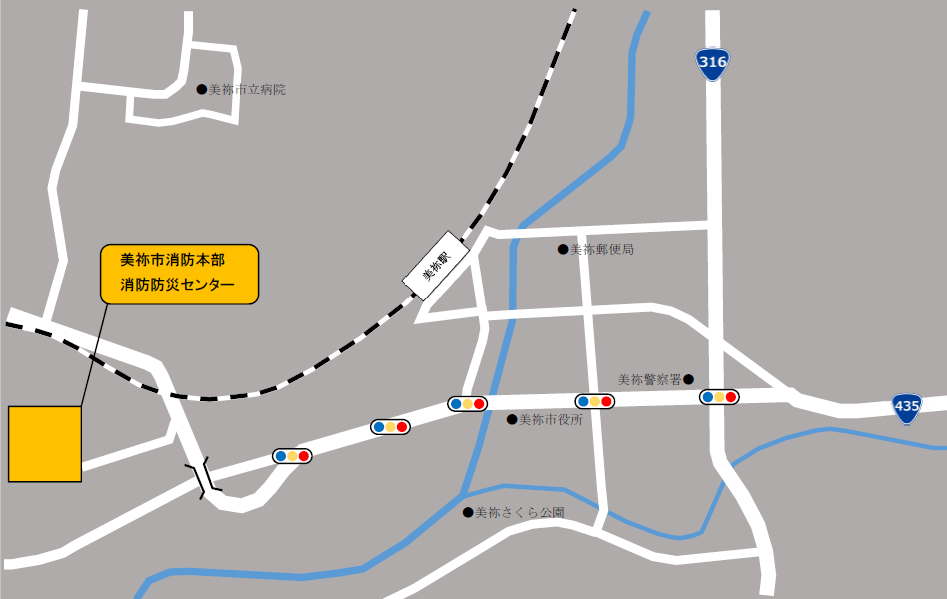 316
●美祢市立病院
●美祢郵便局
美祢市消防本部
消防防災センター
美祢駅
美祢警察署●
435
●美祢市役所
●美祢さくら公園